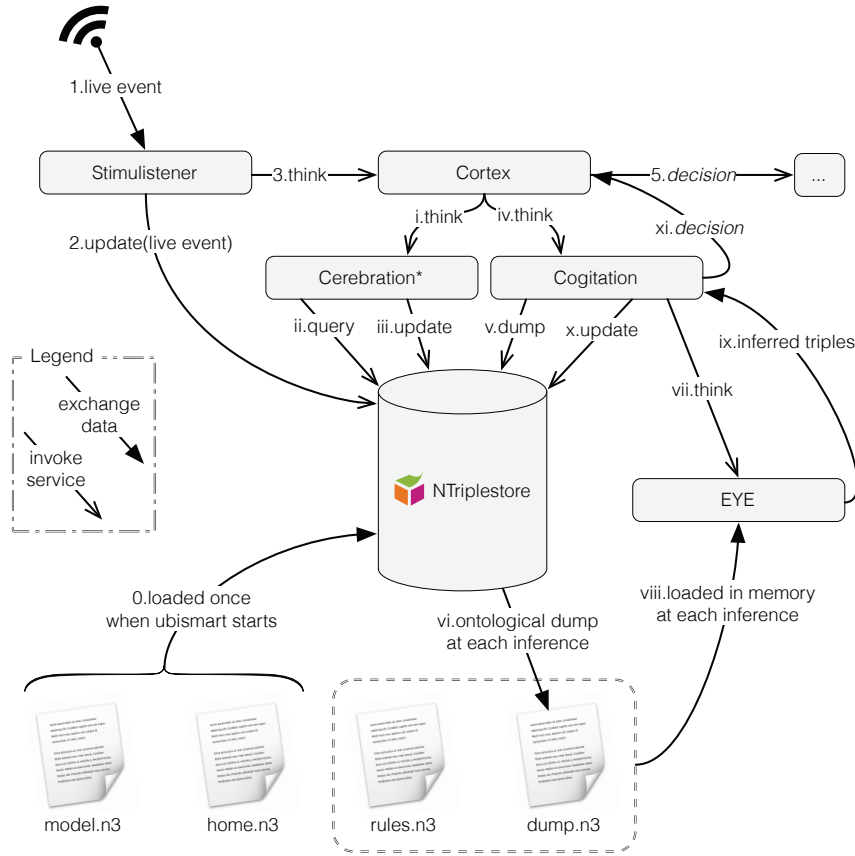 1.live event
Stimulistener
3.think
Cortex
5.decision
...
i.think
iv.think
2.update(live event)
xi.decision
Cerebration*
Cogitation
ii.query
iii.update
v.dump
x.update
ix.inferred triples
Legend
exchange
data
invoke
service
vii.think
NTriplestore
EYE
0.loaded once
when ubismart starts
vi.ontological dump
at each inference
viii.loaded in memory
at each inference
model.n3
home.n3
rules.n3
dump.n3